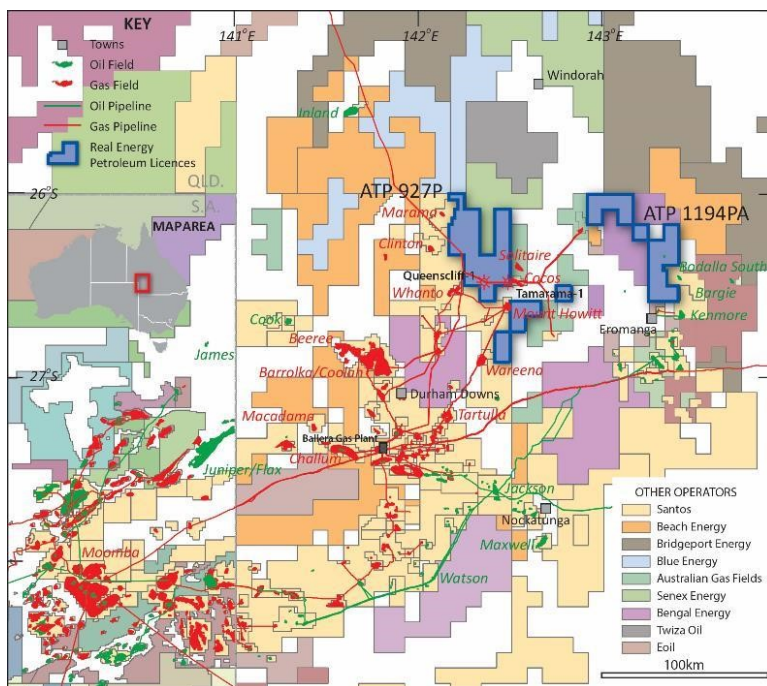 KEY
Towns
Oil Field
Gas Field
Oil Pipeline
Gas Pipeline
Real Energy
Petroleum Licences
141°E
142°E
143°E
26°S
27°S
QLD.
S.A.
MAPAREA
Windorah
Inland
ATP 927P
ATP 1194PA
Marama
Clinton
Solitaire
Queenscliff-1
Cocos
Whanto
Tamarama-1
Mount Howitt
Bodalla South
Bargie
Kenmore
Eromanga
Cook
Beeree
James
Barrolka/Coolah
Wareena
Durham Downs
Macadama
Tartulla
Ballera Gas Plant
Challum
Juniper/Flax
Jackson
Nockatunga
Maxwell
Moomba
Watson
OTHER OPERATORS
Santos
Beach Energy
Bridgeport Energy
Blue Energy
Australian Gas Fields
Senex Energy
Bengal Energy
Twiza Oil
Eoil
100km